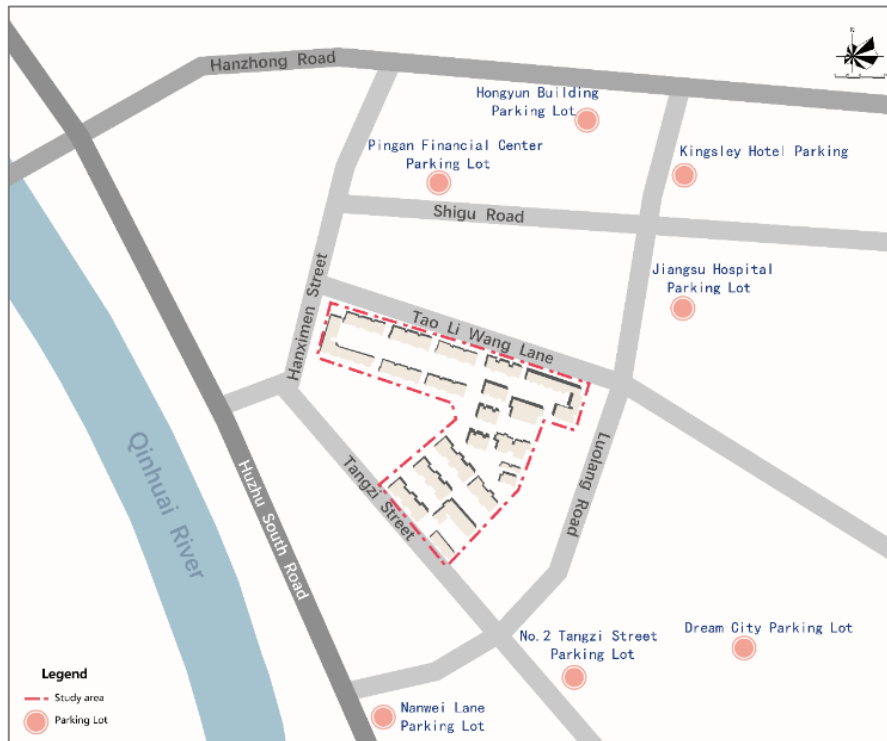 Hanzhong Road
N
Hongyun Building
Parking Lot
Pingan Financial Center
Parking Lot
Kingsley Hotel Parking
Shigu Road
Jiangsu Hospital
Parking Lot
Hanximen Street
Tao Li Wang Lane
Qinhuai River
Huzhu South Road
Tangzi Street
Luolang Road
No.2 Tangzi Street
Parking Lot
Dream City Parking Lot
Nanwei Lane
Parking Lot
Legend
Study area
Parking Lot